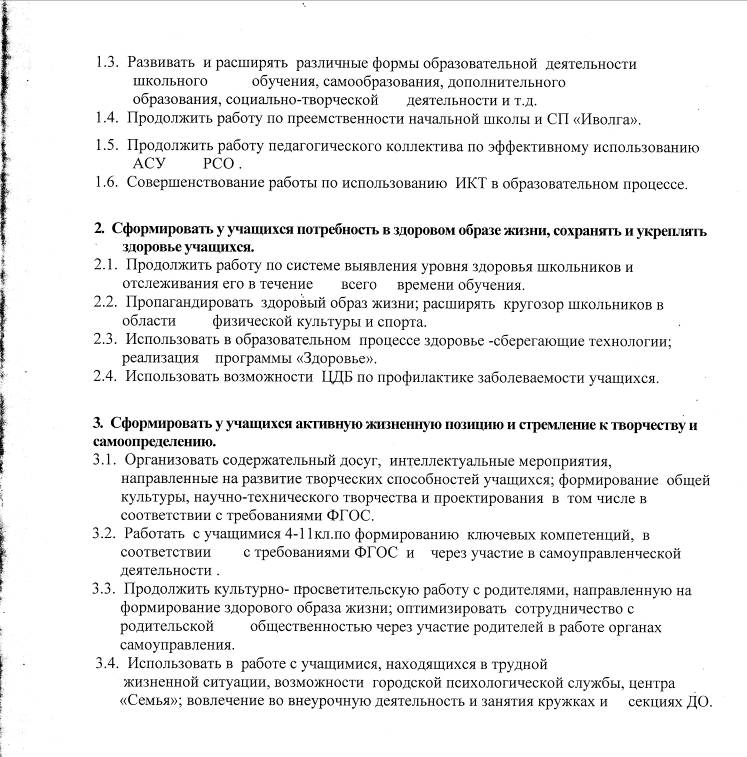 1.3. Развивать и расширять различные формы образовательной деятельности
школьного обучения, самообразования, дополнительного
образования, социально-творческой деятельности и т.д.
1.4. Продолжить работу по преемственности начальной школы и СП «Иволга».
1.5. Продолжить работу педагогического коллектива по эффективному использованию
АСУ РСО .
1.6. Совершенствование работы по использованию ИКТ в образовательном процессе.
2. Сформировать у учащихся потребность в здоровом образе жизни, сохранять и укреплять
здоровье учащихся.
2.1. Продолжить работу по системе выявления уровня здоровья школьников и
отслеживания его в течение всего времени обучения.
2.2. Пропагандировать здоровый образ жизни; расширять кругозор школьников в
области физической культуры и спорта.
2.3. Использовать в образовательном процессе здоровье -сберегающие технологии;
реализация программы «Здоровье».
2.4. Использовать возможности ЦДБ по профилактике заболеваемости учащихся.
3. Сформировать у учащихся активную жизненную позицию и стремление к творчеству и
самоопределению.
3.1. Организовать содержательный досуг, интеллектуальные мероприятия,
направленные на развитие творческих способностей учащихся; формирование общей
культуры, научно-технического творчества и проектирования в том числе в
соответствии с требованиями ФГОС.
3.2. Работать с учащимися 4-11кл.по формированию ключевых компетенций, в
соответствии с требованиями ФГОС и через участие в самоуправленческой
деятельности .
3.3. Продолжить культурно- просветительскую работу с родителями, направленную на
формирование здорового образа жизни; оптимизировать сотрудничество с
родительской общественностью через участие родителей в работе органах
самоуправления.
3.4. Использовать в работе с учащимися, находящихся в трудной
жизненной ситуации, возможности городской психологической службы, центра
«Семья»; вовлечение во внеурочную деятельность и занятия кружках и секциях ДО.